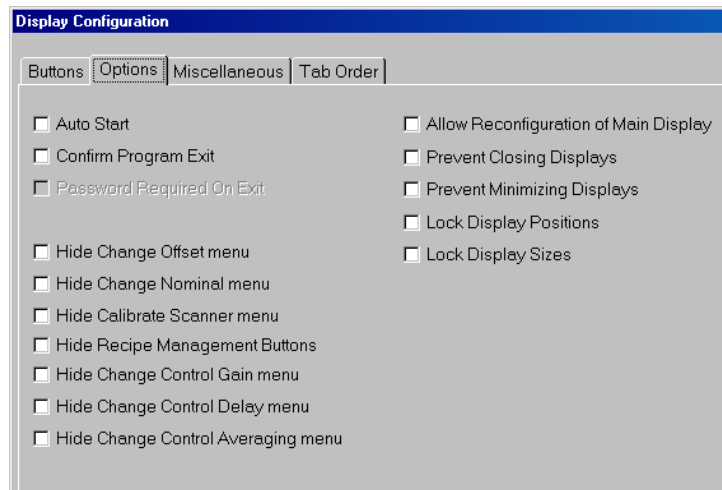 Display Configuration
Buttons Options Miscellaneous Tab Order
Auto Start
Confirm Program Exit
Password Required On Exit
Hide Change Offset menu
Hide Change Nominal menu
Hide Calibrate Scanner menu
Hide Recipe Management Buttons
Hide Change Control Gain menu
Hide Change Control Delay menu
Hide Change Control Averaging menu
Allow Reconfiguration of Main Display
Prevent Closing Displays
Prevent Minimizing Displays
Lock Display Positions
Lock Display Sizes